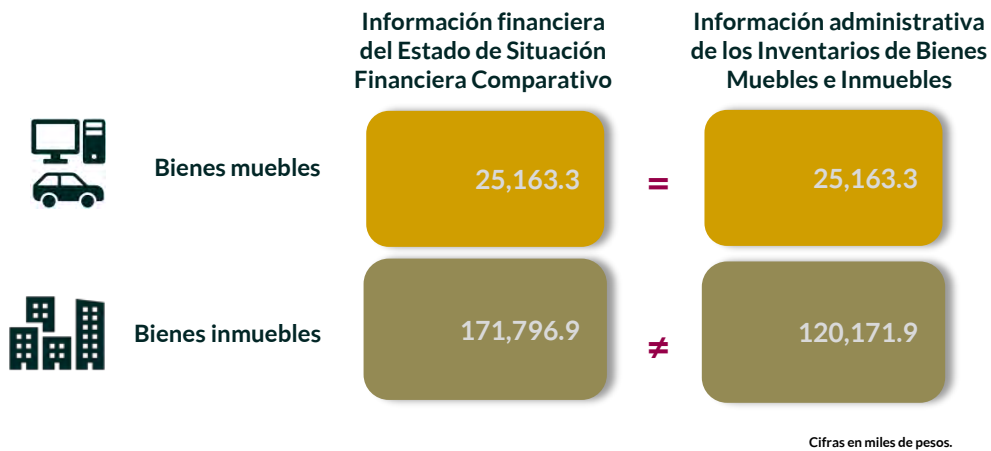 Información financiera
del Estado de Situación
Financiera Comparativo
Información administrativa
de los Inventarios de Bienes
Muebles e Inmuebles
Bienes muebles
25,163.3
=
25,163.3
Bienes inmuebles
171,796.9
≠
120,171.9
Cifras en miles de pesos.